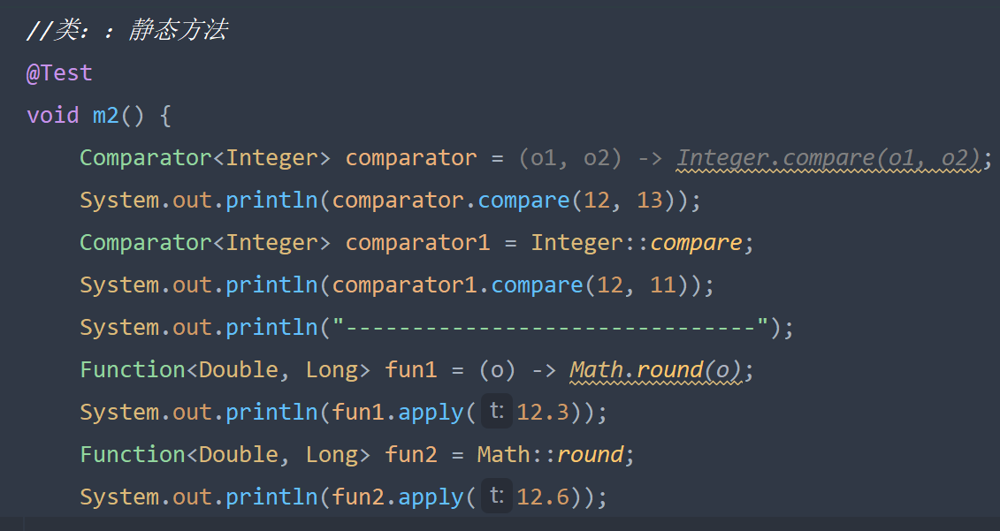 //类：：静态方法
@Test
void m2() {
Comparator<Integer> comparator = (o1, o2) -> Integer.compare(o1, o2);
System.out.println(comparator.compare(12, 13));
Comparator<Integer> comparator1 = Integer::compare;
System.out.println(comparator1.compare(12, 11));
System.out.println("-------------------------------");
Function<Double, Long> fun1 = (o) -> Math.round(o);
System.out.println(fun1.apply( t: 12.3));
Function<Double, Long> fun2 = Math::round;
System.out.println(fun2.apply( t: 12.6));